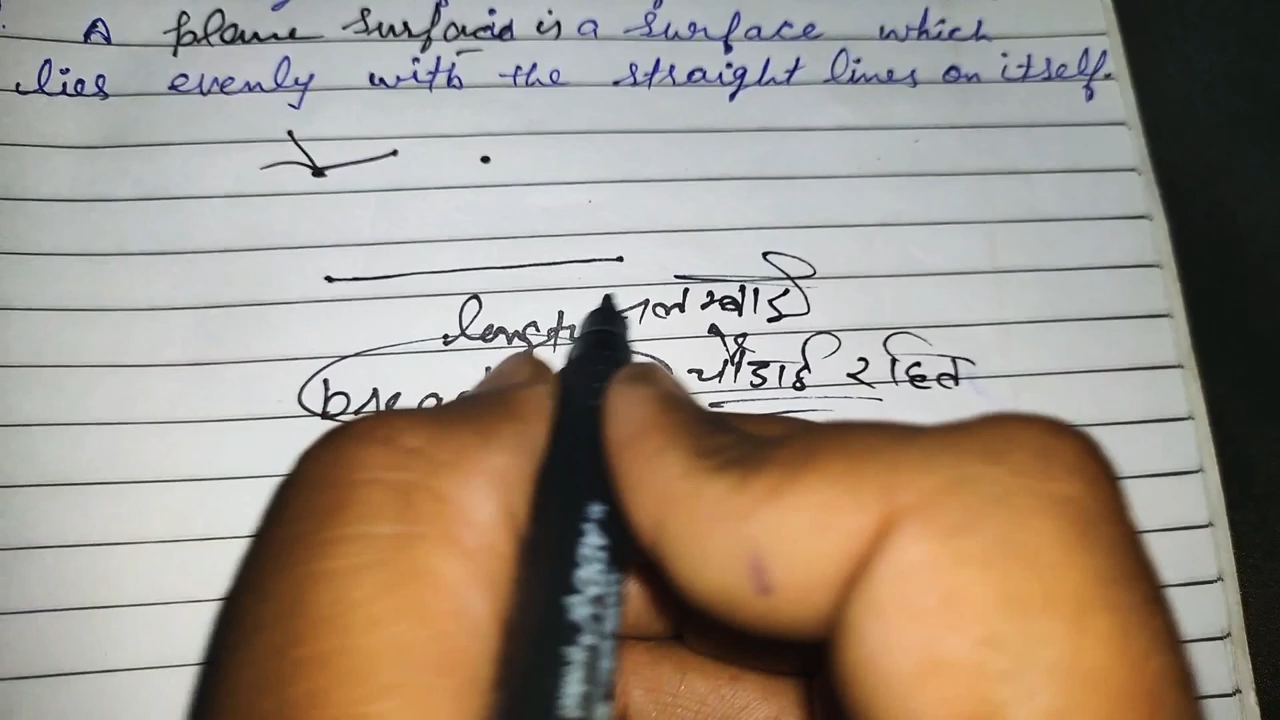 A plane surface is a surface which
lies evenly with the straight lines on itself.
length लम्बाई
चौड़ाई रहित